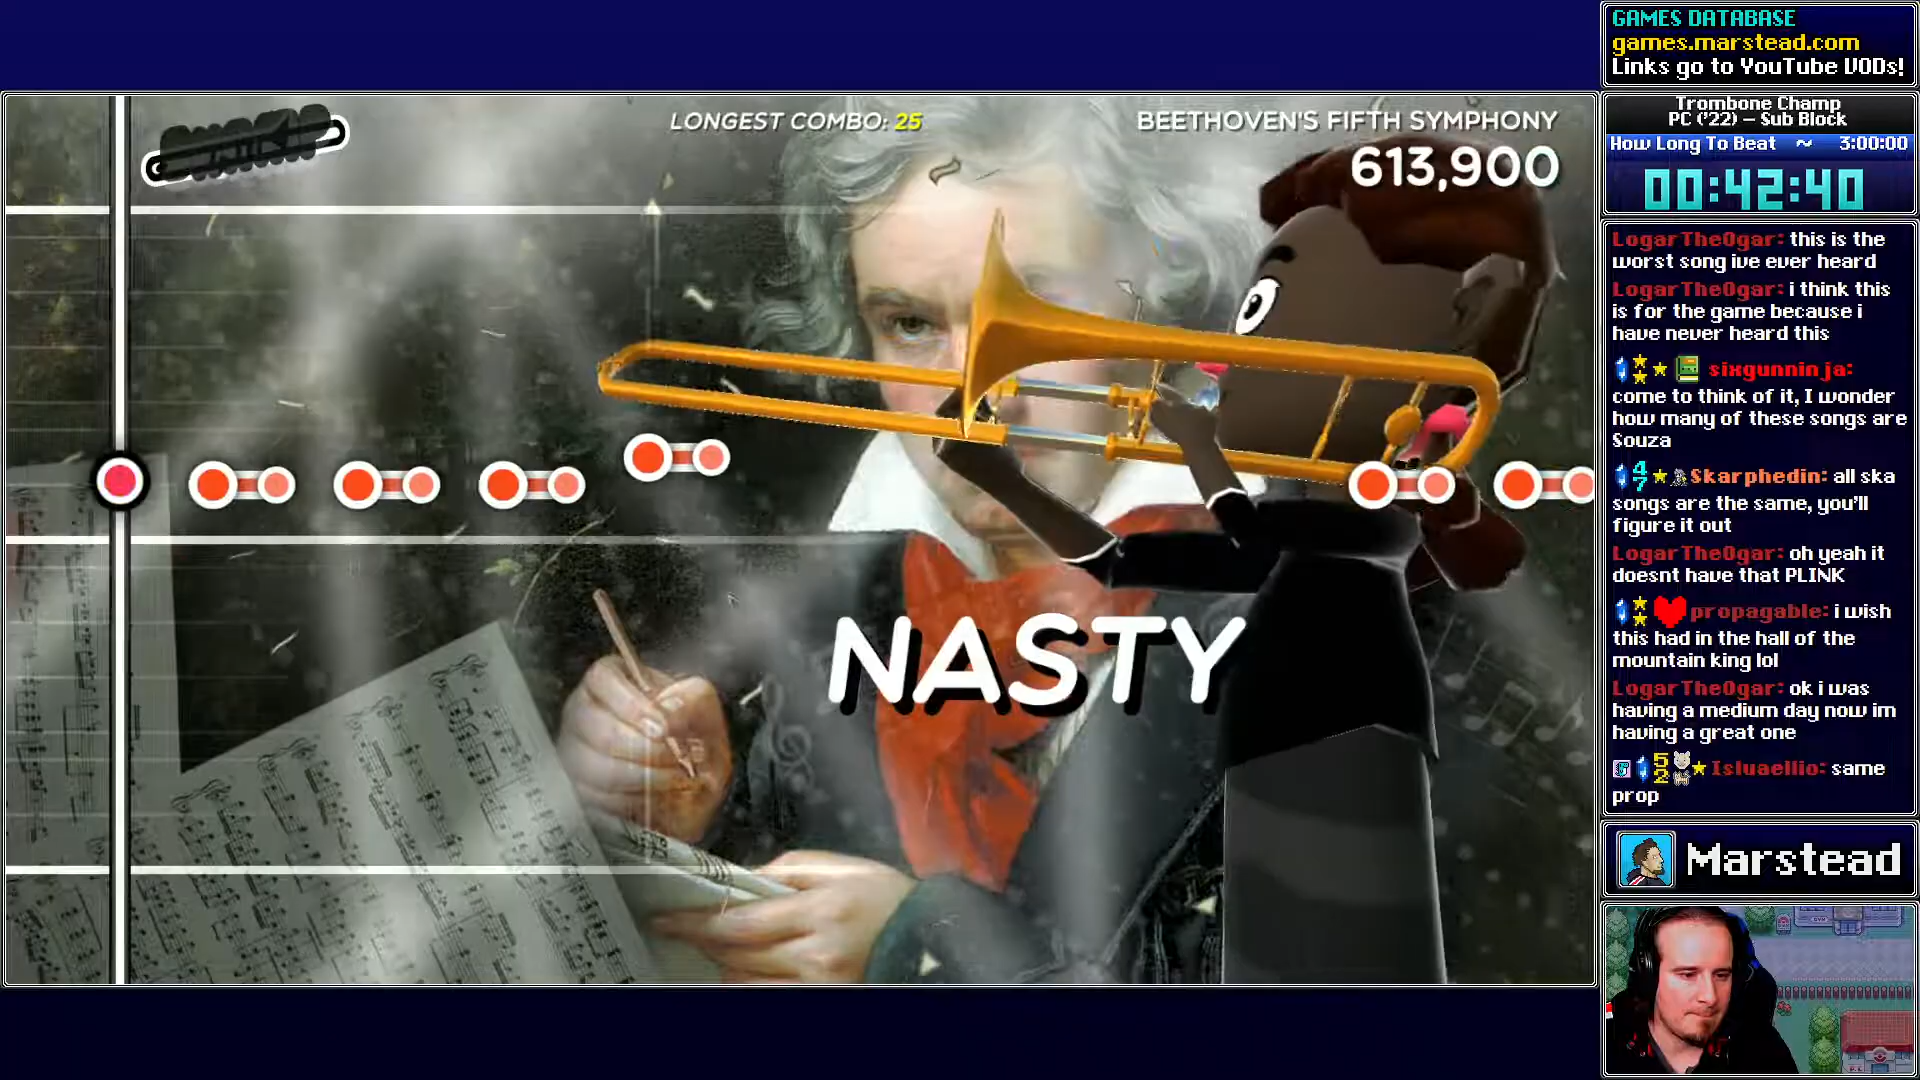 LONGEST COMBO: 25
BEETHOVEN'S FIFTH SYMPHONY
613,900
NASTY
GAMES DATABASE
games.marstead.com
Links go to YouTube VODs!
Trombone Champ
PC ('22) – Sub Block
How Long To Beat ~ 3:00:00
00:42:40
LogarTheOgar: this is the
worst song ive ever heard
LogarTheOgar: i think this
is for the game because i
have never heard this
sixgunninja:
come to think of it, I wonder
how many of these songs are
Souza
47 Skarphedin: all ska
songs are the same, you'll
figure it out
LogarTheOgar: oh yeah it
doesnt have that PLINK
propagable: i wish
this had in the hall of the
mountain king lol
LogarTheOgar: ok i was
having a medium day now im
having a great one
52 Isluaellio: same
prop
Marstead